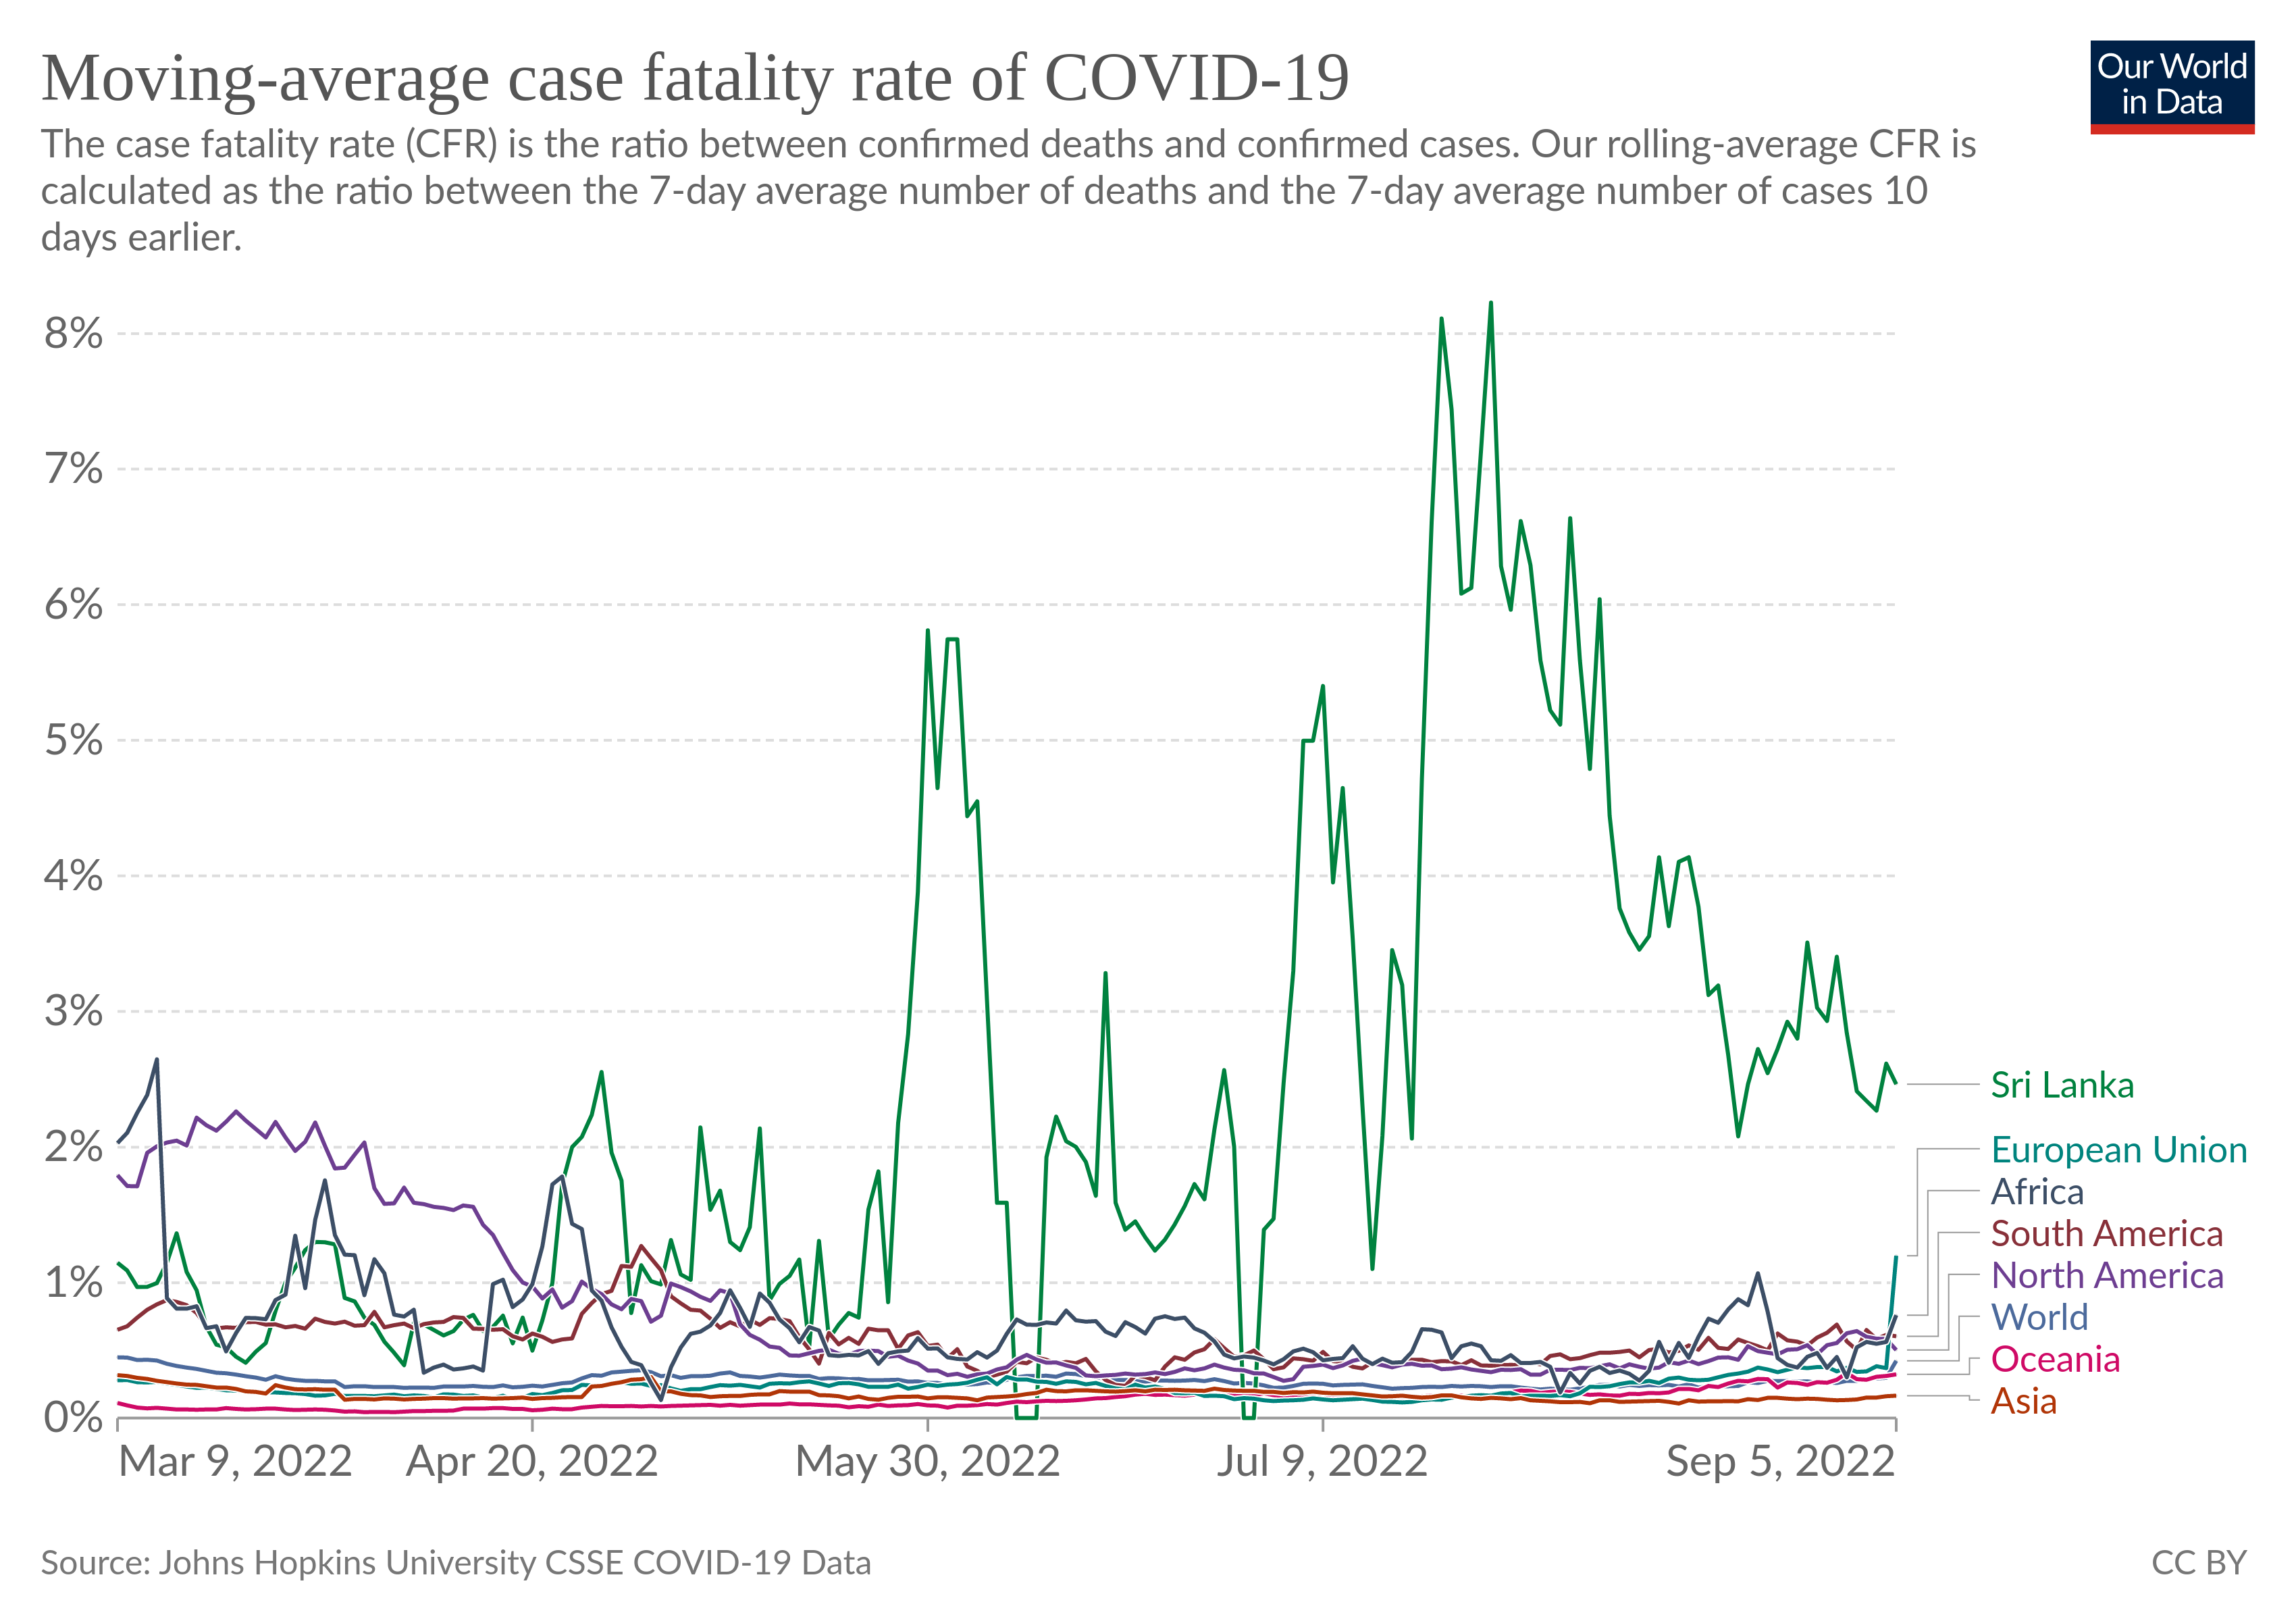 Moving-average case fatality rate of COVID-19
Our World
in Data
The case fatality rate (CFR) is the ratio between confirmed deaths and confirmed cases. Our rolling-average CFR is
calculated as the ratio between the 7-day average number of deaths and the 7-day average number of cases 10
days earlier.
8%
7%
6%
5%
4%
3%
2%
1%
0%
Sri Lanka
European Union
Africa
South America
North America
World
Oceania
Asia
Mar 9, 2022
Apr 20, 2022
May 30, 2022
Jul 9, 2022
Sep 5, 2022
Source: Johns Hopkins University CSSE COVID-19 Data
CC BY